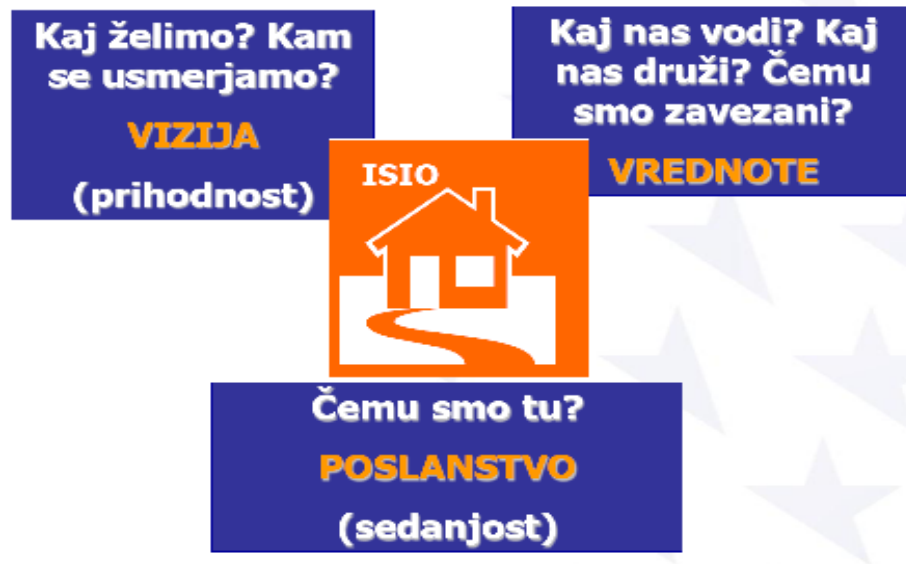 Kaj želimo? Kam
se usmerjamo?
VIZIJA
(prihodnost)
Kaj nas vodi? Kaj
nas druži? Čemu
smo zavezani?
VREDNOTE
ISIO
Čemu smo tu?
POSLANSTVO
(sedanjost)